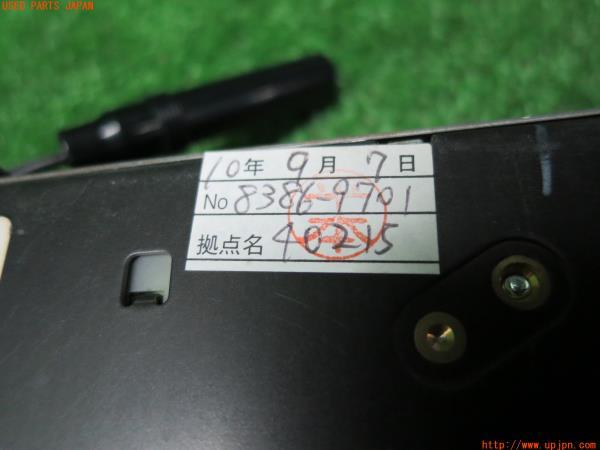 USED PARTS JAPAN
10年 9月 7日
No 8386-9701
拠点名 40215
http://www.upjpn.com